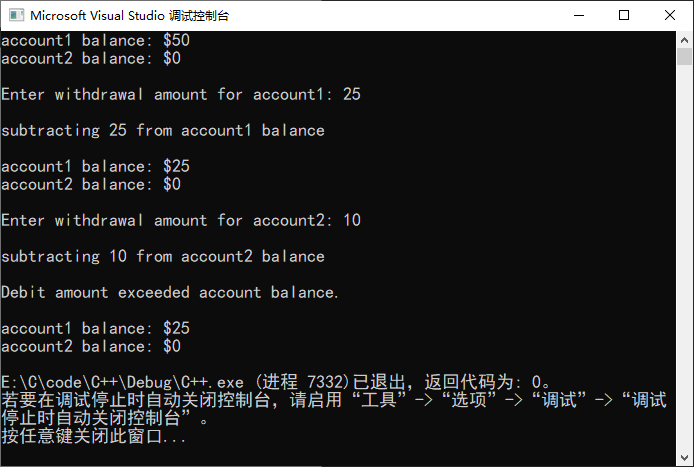 Microsoft Visual Studio 调试控制台
account1 balance: $50
account2 balance: $0
Enter withdrawal amount for account1: 25
subtracting 25 from account1 balance
account1 balance: $25
account2 balance: $0
Enter withdrawal amount for account2: 10
subtracting 10 from account2 balance
Debit amount exceeded account balance.
account1 balance: $25
account2 balance: $0
E:\C\code\C++\Debug\C++.exe (进程 7332)已退出，返回代码为: 0。
若要在调试停止时自动关闭控制台，请启用“工具”->“选项”->“调试”->“调试
停止时自动关闭控制台”。
按任意键关闭此窗口...